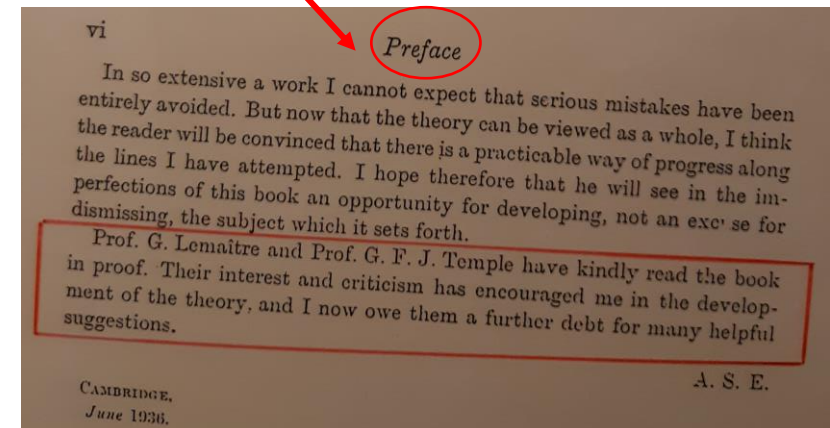 vi
Preface
In so extensive a work I cannot expect that serious mistakes have been
entirely avoided. But now that the theory can be viewed as a whole, I think
the reader will be convinced that there is a practicable way of progress along
the lines I have attempted. I hope therefore that he will see in the im-
perfections of this book an opportunity for developing, not an exc se for
dismissing, the subject which it sets forth.
Prof. G. Lemaître and Prof. G. F. J. Temple have kindly read the book
in proof. Their interest and criticism has encouraged me in the develop-
ment of the theory, and I now owe them a further debt for many helpful
suggestions.
A. S. E.
CAMBRIDGE,
June 1936.